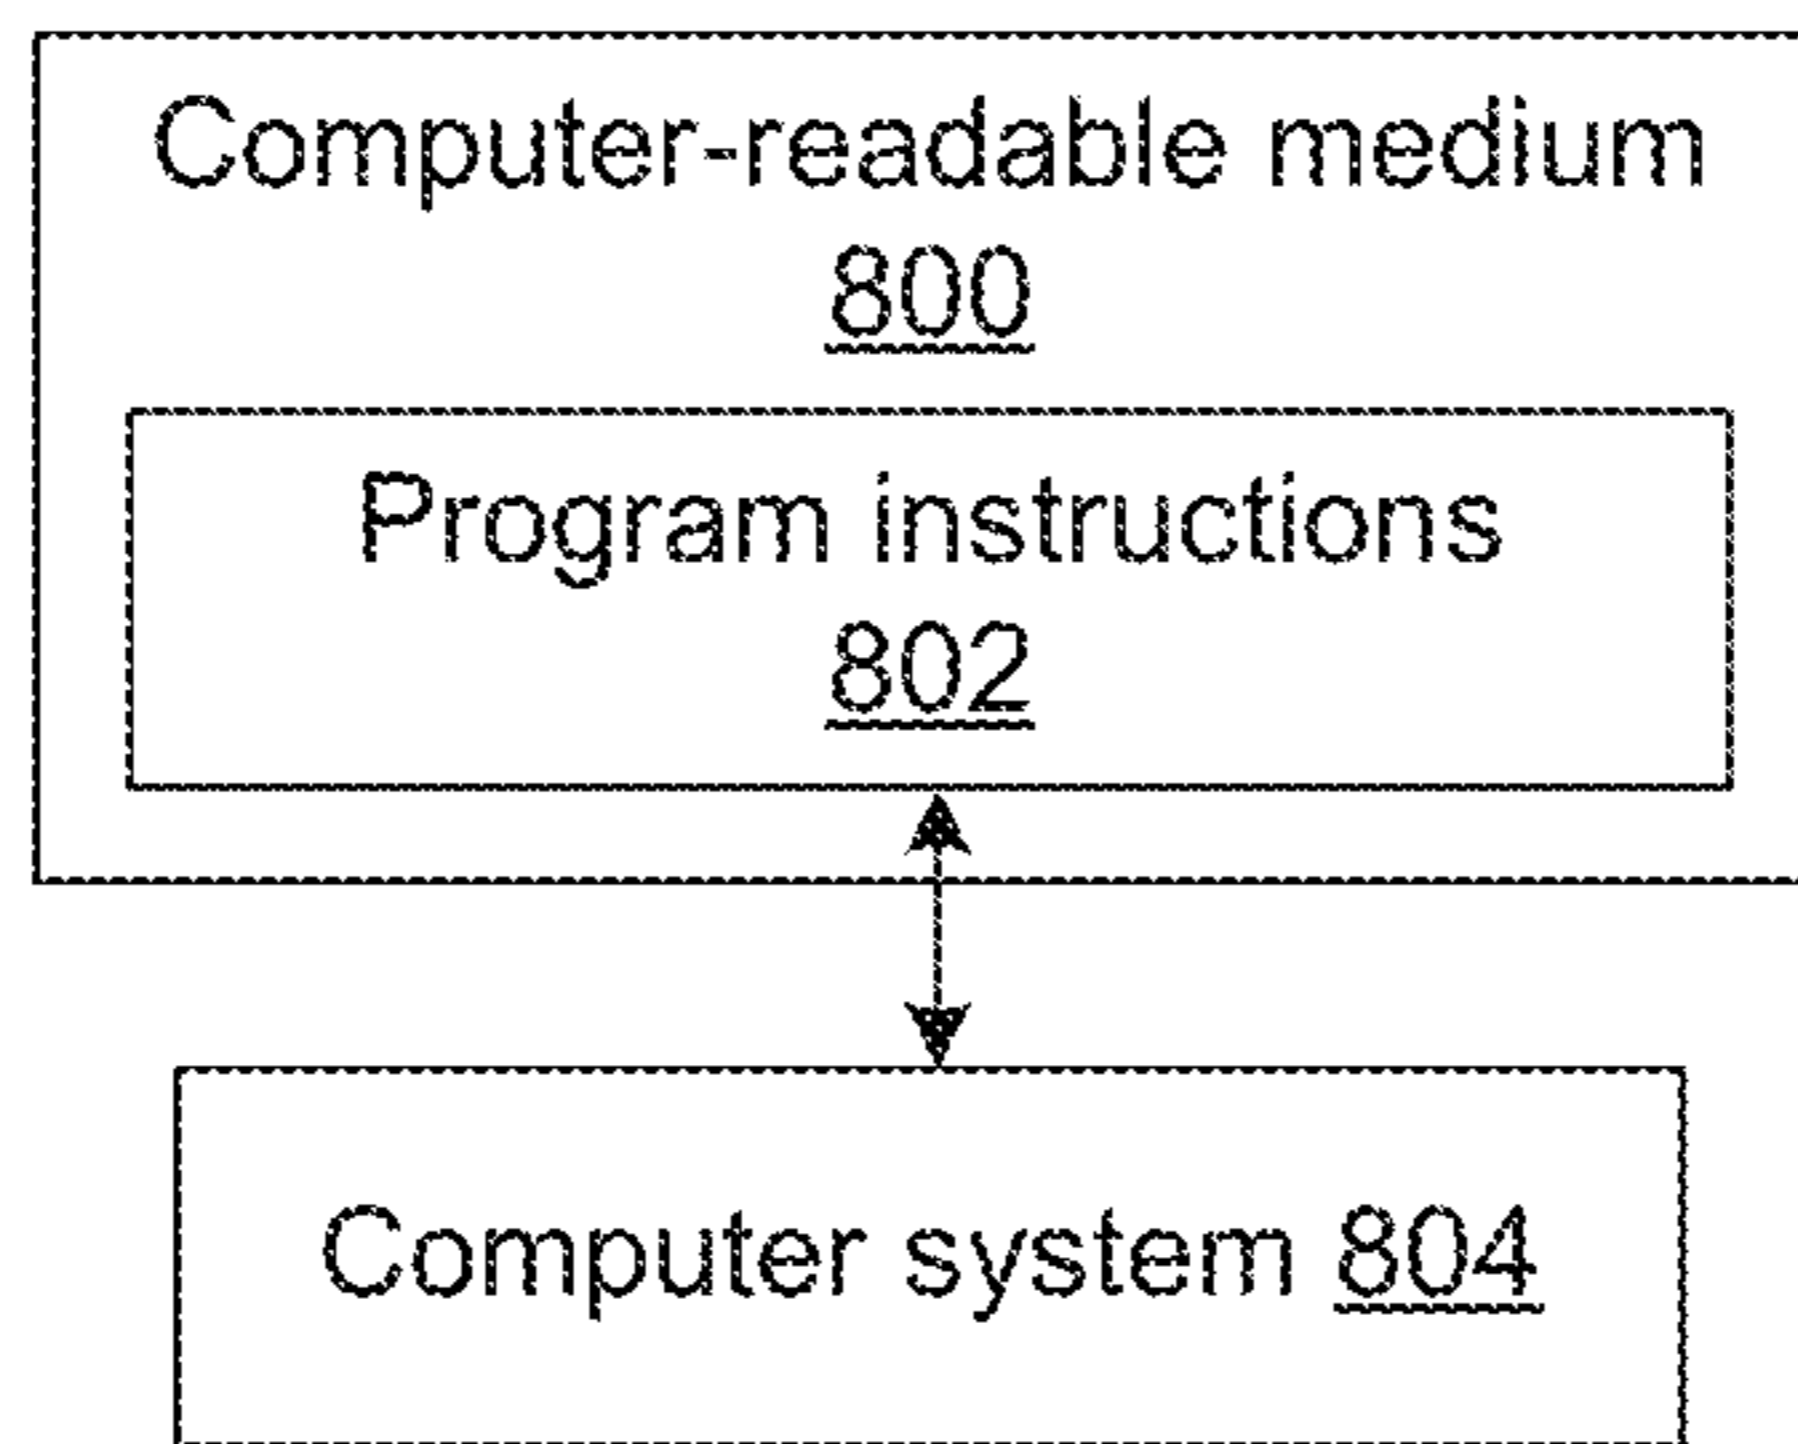 Computer-readable medium
800
Program instructions
802
Computer system 804